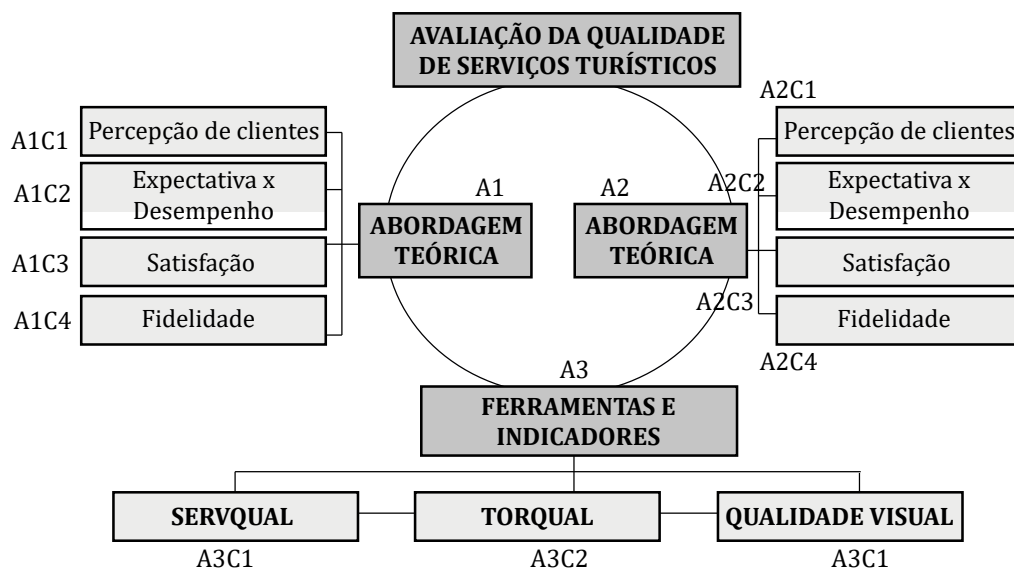 AVALIAÇÃO DA QUALIDADE
DE SERVIÇOS TURÍSTICOS
A1C1
Percepção de clientes
A1C2
Expectativa x
Desempenho
A1C3
Satisfação
A1C4
Fidelidade
A1
ABORDAGEM
TEÓRICA
A2
ABORDAGEM
TEÓRICA
A2C1
Percepção de clientes
A2C2
Expectativa x
Desempenho
Satisfação
A2C3
Fidelidade
A2C4
A3
FERRAMENTAS E
INDICADORES
SERVQUAL
TORQUAL
QUALIDADE VISUAL
A3C1
A3C2
A3C1